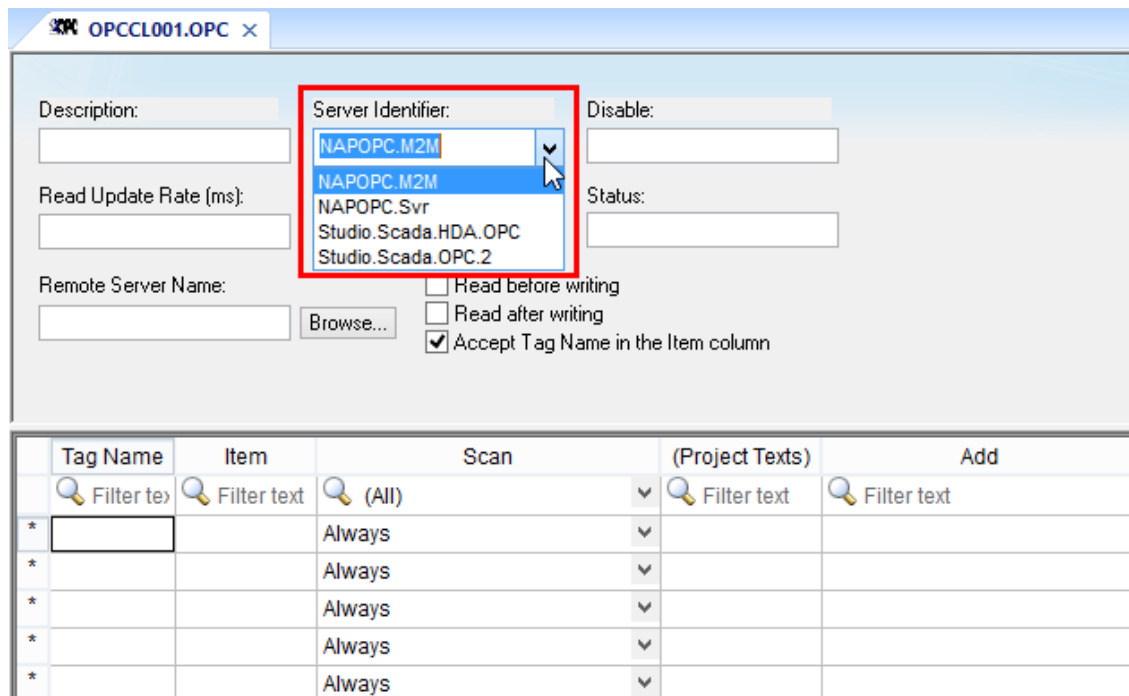 OPCCL001.OPC ×
Description: Server Identifier: Disable:
NAPOPC.M2M
NAPOPC.M2M
Read Update Rate (ms): Status:
NAPOPC.Svr
Studio.Scada.HDA.OPC
Studio.Scada.OPC.2
Remote Server Name: Read before writing
Browse... Read after writing
Accept Tag Name in the Item column
Tag Name Item Scan (Project Texts) Add
Filter tex Filter text (All) Filter text Filter text
* Always
* Always
* Always
* Always
* Always